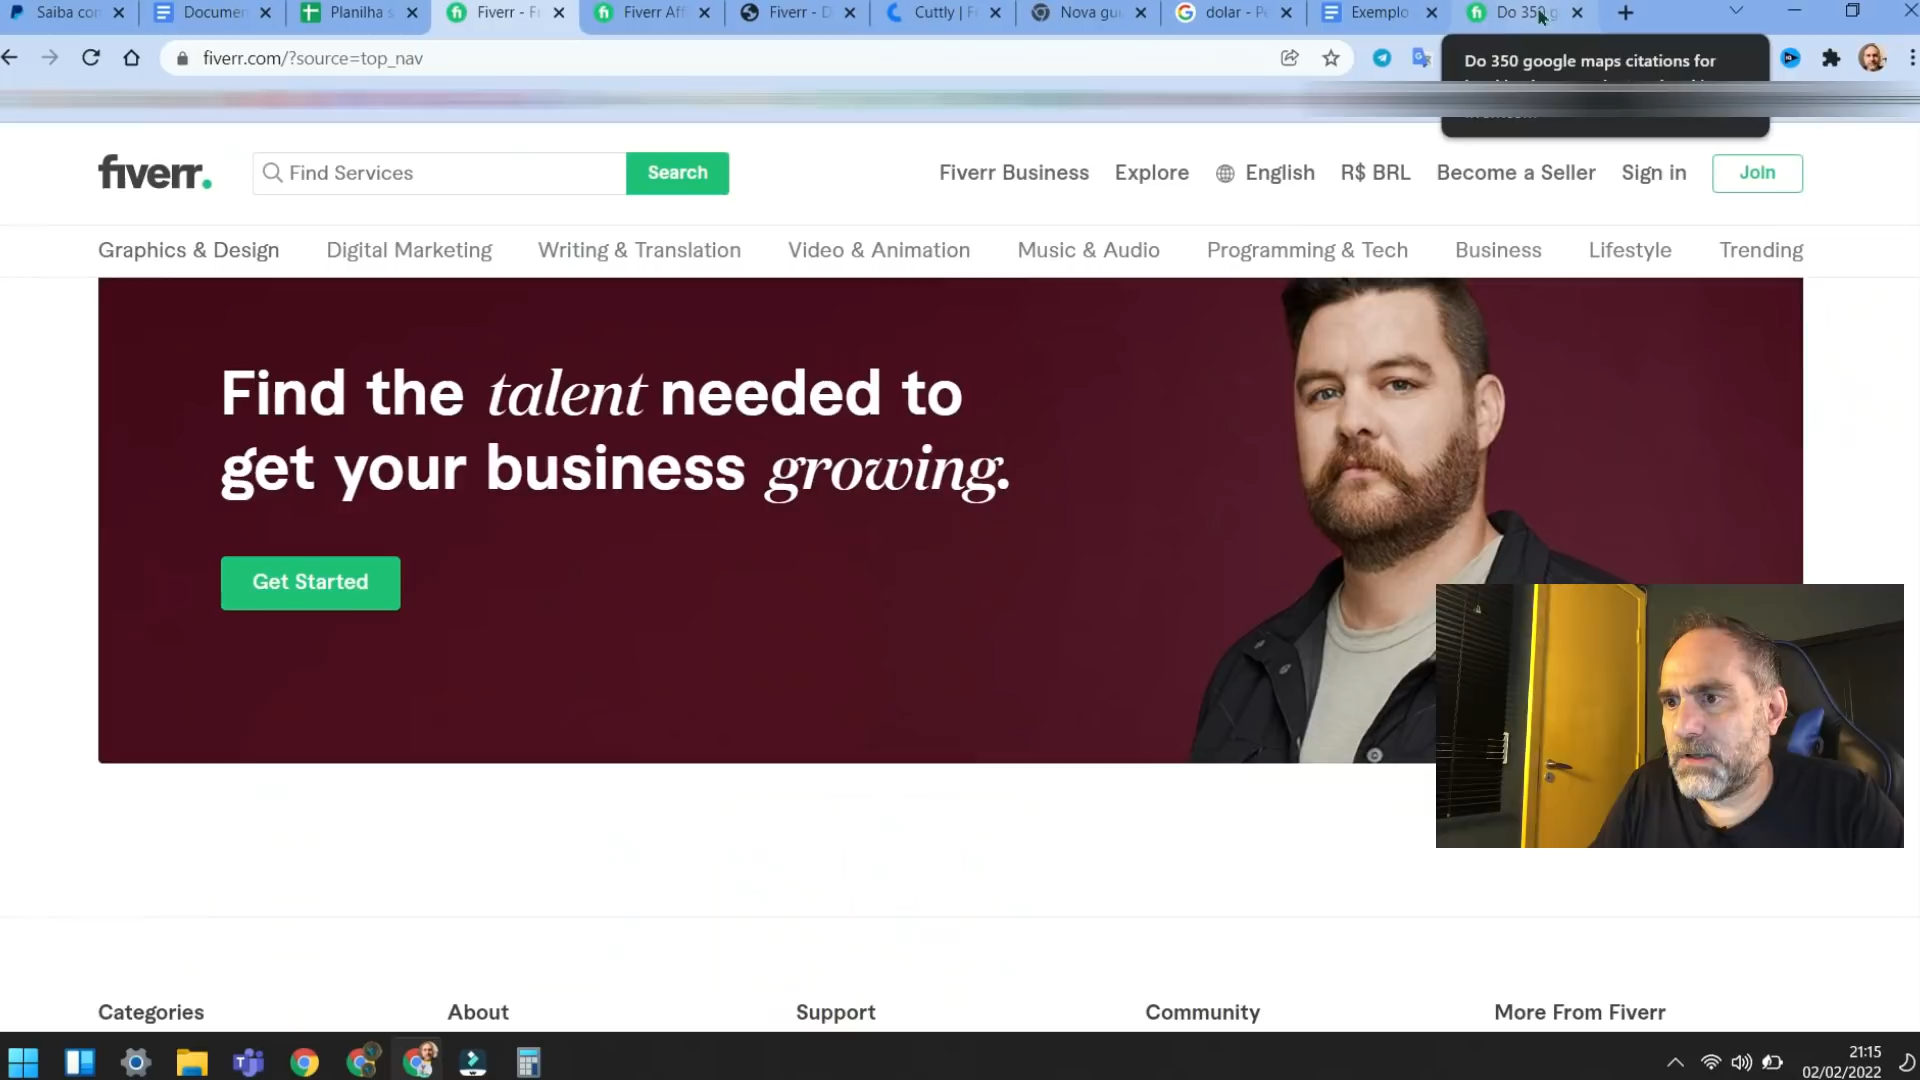 Saiba con
Documen
Planilha s
Fiverr - F
Fiverr Aff
Fiverr - D
Cuttly | F
Nova gui
dolar - Pe
Exemplo
Do 350 g
fiverr.com/?source=top_nav
Do 350 google maps citations for
fiverr.
Find Services
Search
Fiverr Business
Explore
English
R$ BRL
Become a Seller
Sign in
Join
Graphics & Design
Digital Marketing
Writing & Translation
Video & Animation
Music & Audio
Programming & Tech
Business
Lifestyle
Trending
Find the talent needed to
get your business growing.
Get Started
Categories
About
Support
Community
More From Fiverr
21:15
02/02/2022